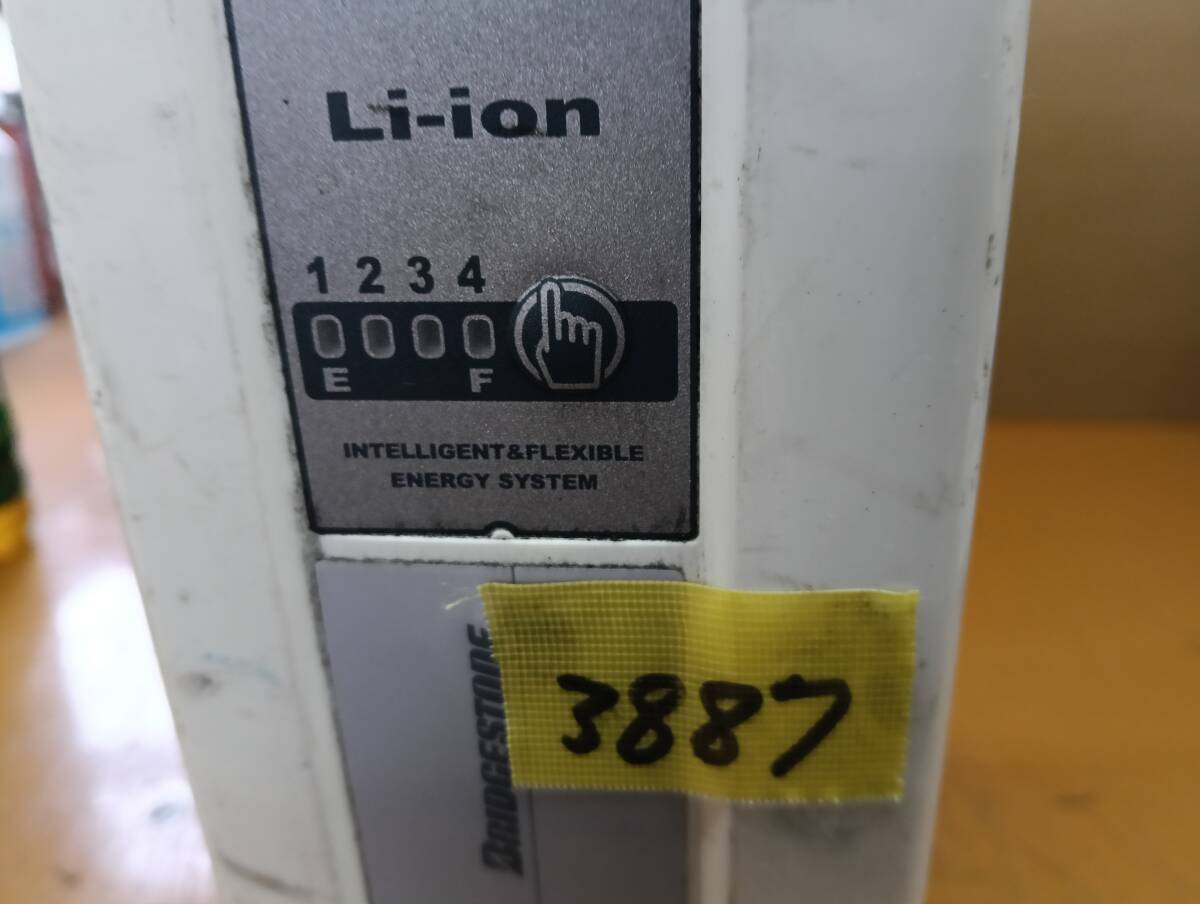 Li-ion
1 2 3 4
E F
INTELLIGENT&FLEXIBLE
ENERGY SYSTEM
BRIDGESTONE
3887